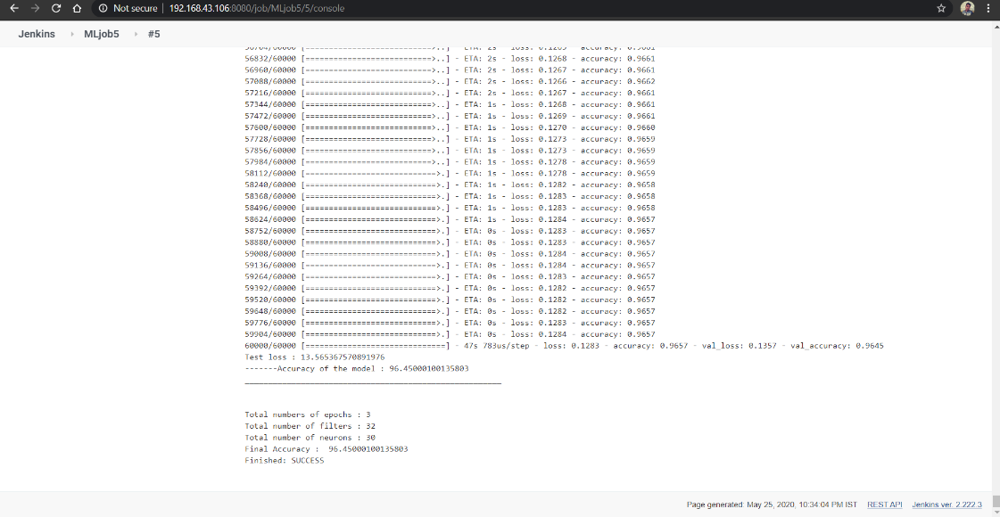 Not secure | 192.168.43.106:8080/job/MLjob5/5/console
Jenkins MLjob5 #5
56832/60000 [===========================>..] - ETA: 2s - loss: 0.1268 - accuracy: 0.9661
56960/60000 [===========================>..] - ETA: 2s - loss: 0.1267 - accuracy: 0.9661
57088/60000 [===========================>..] - ETA: 2s - loss: 0.1266 - accuracy: 0.9662
57216/60000 [===========================>..] - ETA: 2s - loss: 0.1267 - accuracy: 0.9661
57344/60000 [===========================>..] - ETA: 1s - loss: 0.1268 - accuracy: 0.9661
57472/60000 [===========================>..] - ETA: 1s - loss: 0.1269 - accuracy: 0.9661
57600/60000 [===========================>..] - ETA: 1s - loss: 0.1270 - accuracy: 0.9660
57728/60000 [===========================>..] - ETA: 1s - loss: 0.1273 - accuracy: 0.9659
57856/60000 [===========================>..] - ETA: 1s - loss: 0.1273 - accuracy: 0.9659
57984/60000 [===========================>..] - ETA: 1s - loss: 0.1278 - accuracy: 0.9659
58112/60000 [============================>.] - ETA: 1s - loss: 0.1278 - accuracy: 0.9659
58240/60000 [============================>.] - ETA: 1s - loss: 0.1282 - accuracy: 0.9658
58368/60000 [============================>.] - ETA: 1s - loss: 0.1283 - accuracy: 0.9658
58496/60000 [============================>.] - ETA: 1s - loss: 0.1283 - accuracy: 0.9658
58624/60000 [============================>.] - ETA: 1s - loss: 0.1284 - accuracy: 0.9657
58752/60000 [============================>.] - ETA: 0s - loss: 0.1283 - accuracy: 0.9657
58880/60000 [============================>.] - ETA: 0s - loss: 0.1283 - accuracy: 0.9657
59008/60000 [============================>.] - ETA: 0s - loss: 0.1284 - accuracy: 0.9657
59136/60000 [============================>.] - ETA: 0s - loss: 0.1284 - accuracy: 0.9657
59264/60000 [============================>.] - ETA: 0s - loss: 0.1283 - accuracy: 0.9657
59392/60000 [============================>.] - ETA: 0s - loss: 0.1282 - accuracy: 0.9657
59520/60000 [============================>.] - ETA: 0s - loss: 0.1282 - accuracy: 0.9657
59648/60000 [============================>.] - ETA: 0s - loss: 0.1282 - accuracy: 0.9657
59776/60000 [============================>.] - ETA: 0s - loss: 0.1283 - accuracy: 0.9657
59904/60000 [============================>.] - ETA: 0s - loss: 0.1284 - accuracy: 0.9657
60000/60000 [==============================] - 47s 783us/step - loss: 0.1283 - accuracy: 0.9657 - val_loss: 0.1357 - val_accuracy: 0.9645
Test loss : 13.565367570891976
-------Accuracy of the model : 96.45000100135803
_______________________________________________________
Total numbers of epochs : 3
Total number of filters : 32
Total number of neurons : 30
Final Accuracy :  96.45000100135803
Finished: SUCCESS
Page generated: May 25, 2020, 10:34:04 PM IST REST API Jenkins ver. 2.222.3